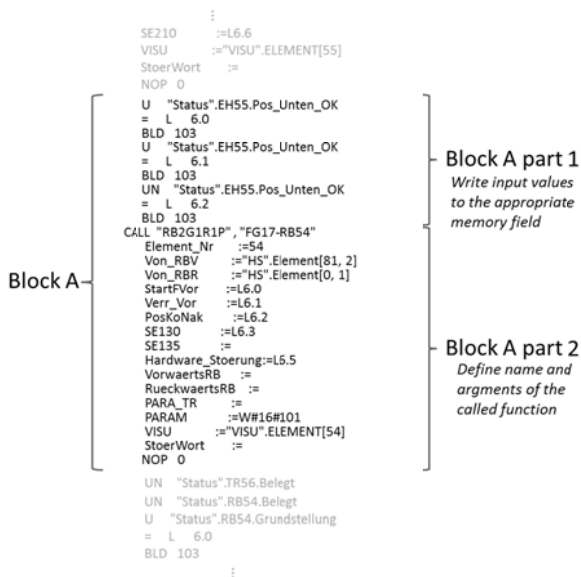 ⋮
SE210 :=L6.6
VISU :="VISU".ELEMENT[55]
StoerWort :=
NOP 0
U "Status".EH55.Pos_Unten_OK
= L 6.0
BLD 103
U "Status".EH55.Pos_Unten_OK
= L 6.1
BLD 103
UN "Status".EH55.Pos_Unten_OK
= L 6.2
BLD 103
Block A part 1
Write input values
to the appropriate
memory field
Block A
CALL "RB2G1R1P", "FG17-RB54"
Element_Nr :=54
Von_RBV :="HS".Element[81, 2]
Von_RBR :="HS".Element[0, 1]
StartFVor :=L6.0
Verr_Vor :=L6.1
PosKoNak :=L6.2
SE130 :=L6.3
SE135 :=
Hardware_Stoerung:=L6.5
VorwaertsRB :=
RueckwaertsRB :=
PARA_TR :=
PARAM :=W#16#101
VISU :="VISU".ELEMENT[54]
StoerWort :=
NOP 0
Block A part 2
Define name and
argments of the
called function
UN "Status".TR56.Belegt
UN "Status".RB54.Belegt
U "Status".RB54.Grundstellung
= L 6.0
BLD 103
⋮